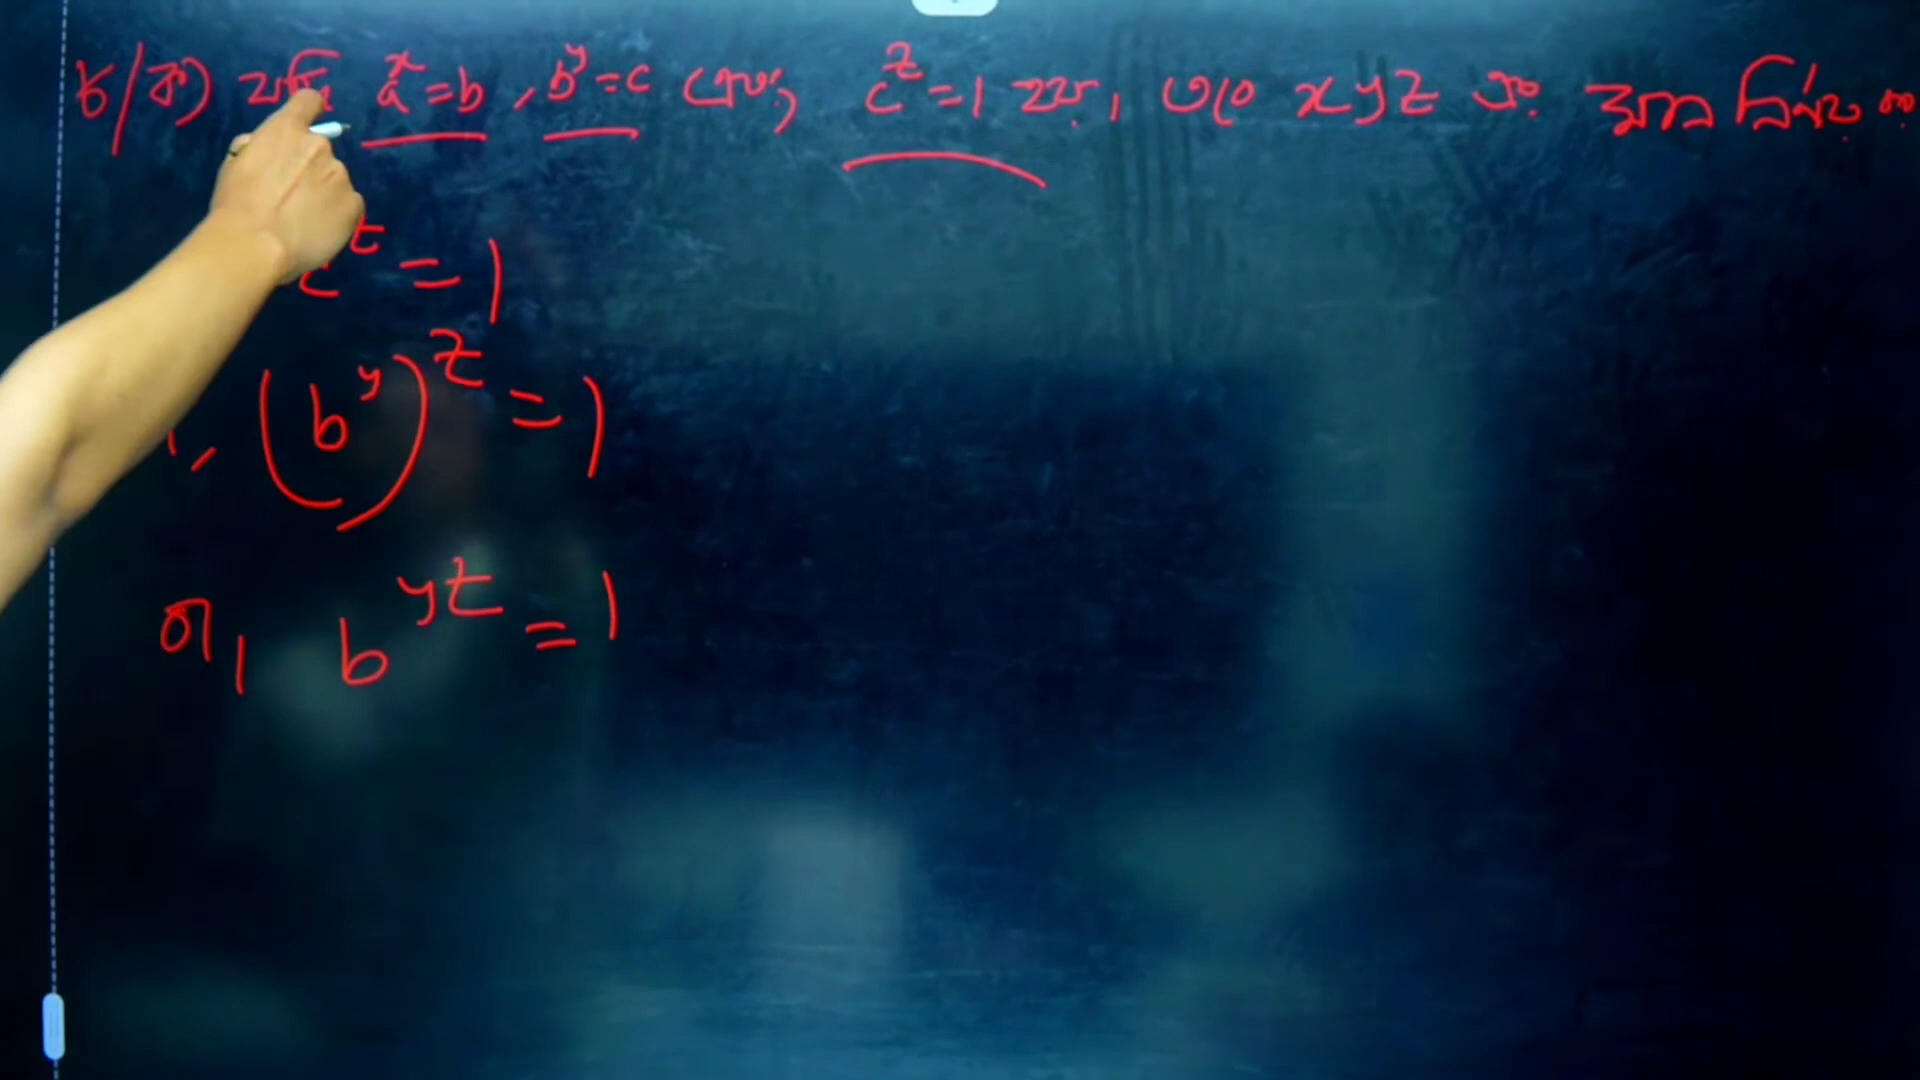 ৮/ক) যদি a^x=b, b^y=c এবং c^z=1 হয়, তবে xyz এর মান নির্ণয় কর
c^z = 1
(b^y)^z = 1
বা, b^yz = 1